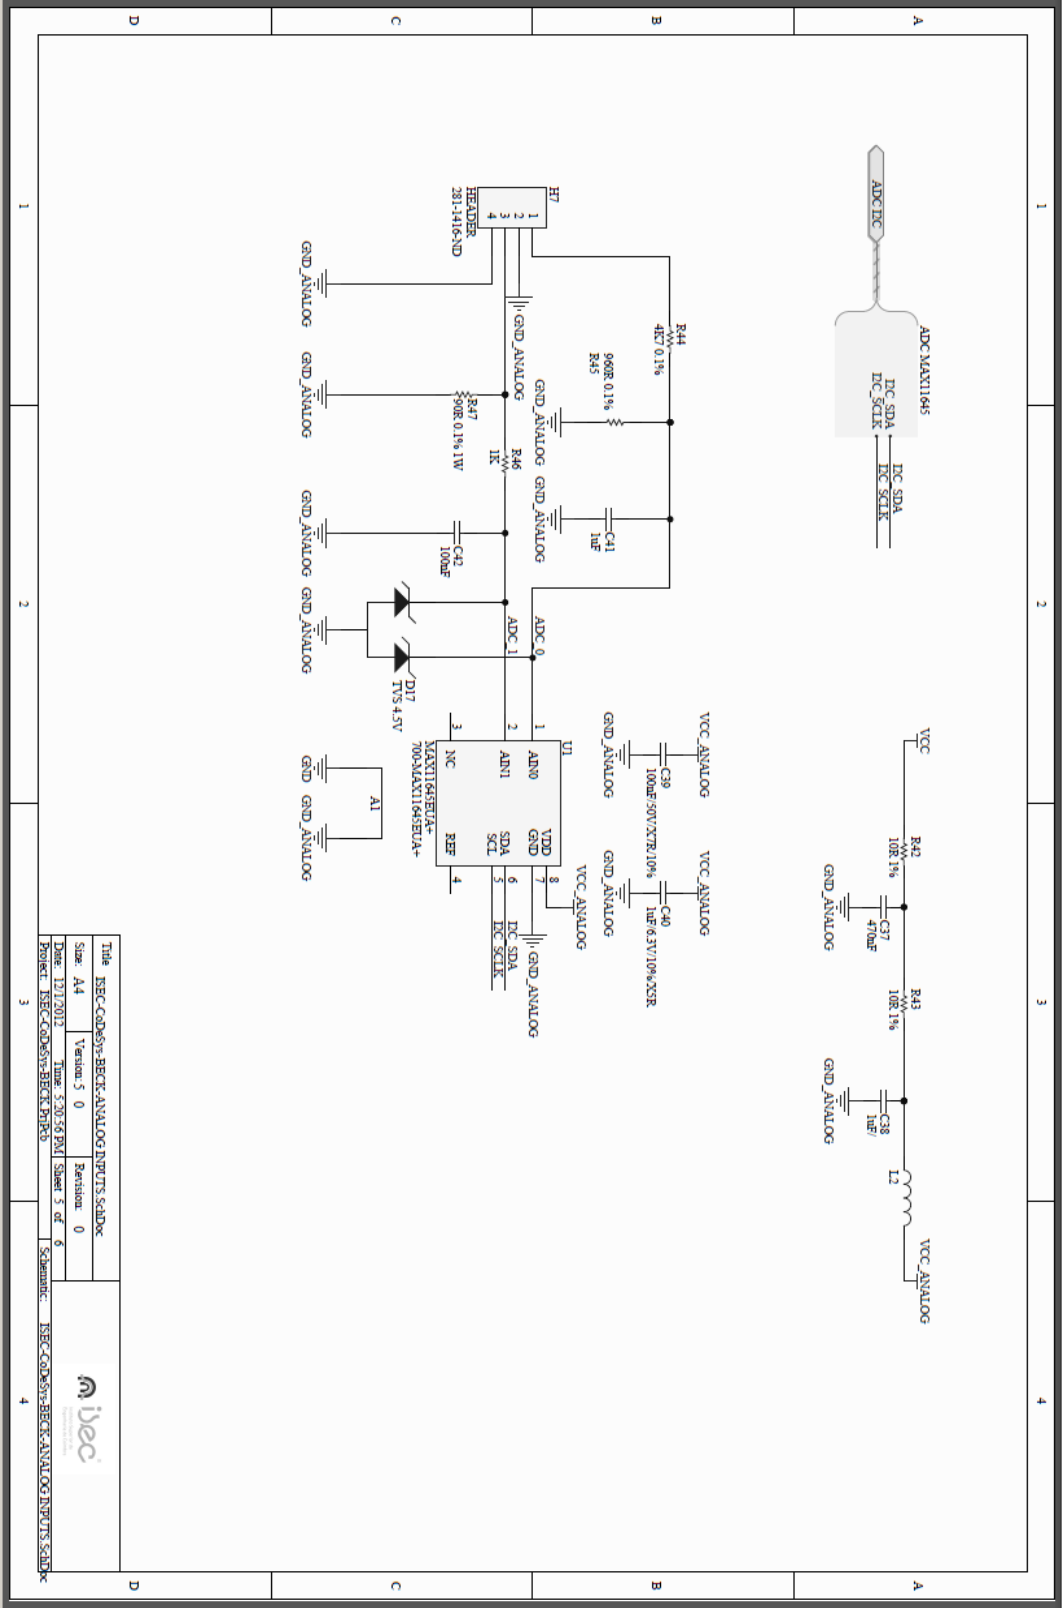 1
2
3
4
A
B
C
D
ADC I2C
ADC MAX11645
I2C_SDA
I2C_SCLK
I2C_SDA
I2C_SCLK
VCC
R42
10R 1%
C37
470nF
GND_ANALOG
R43
10R 1%
C38
1uF/
GND_ANALOG
L2
VCC_ANALOG
VCC_ANALOG
C39
100nF/50V/X7R/10%
GND_ANALOG
VCC_ANALOG
C40
1uF/6.3V/10%/X5R
GND_ANALOG
R44
4K7 0.1%
960R 0.1%
R45
GND_ANALOG
C41
1uF
GND_ANALOG
H7
1
2
3
4
HEADER
281-1416-ND
GND_ANALOG
GND_ANALOG
R47
90R 0.1% 1W
GND_ANALOG
R46
1K
C42
100nF
GND_ANALOG
ADC_0
ADC_1
D17
TVS 4.5V
GND_ANALOG
U1
1
2
3
AIN0
AIN1
NC
VDD
GND
SDA
SCL
REF
8
7
6
5
4
MAX11645EUA+
700-MAX11645EUA+
VCC_ANALOG
GND_ANALOG
I2C_SDA
I2C_SCLK
A1
GND
GND_ANALOG
Title ISEC-CoDeSys-BECK-ANALOG INPUTS.SchDoc
Size: A4 Version: 5 0 Revision: 0
Date: 12/1/2012 Time: 5:20:56 PM Sheet 5 of 6
Project: ISEC-CoDeSys-BECK.PrjPcb Schematic: ISEC-CoDeSys-BECK-ANALOG INPUTS.SchDoc
isec
A
B
C
D
1
2
3
4